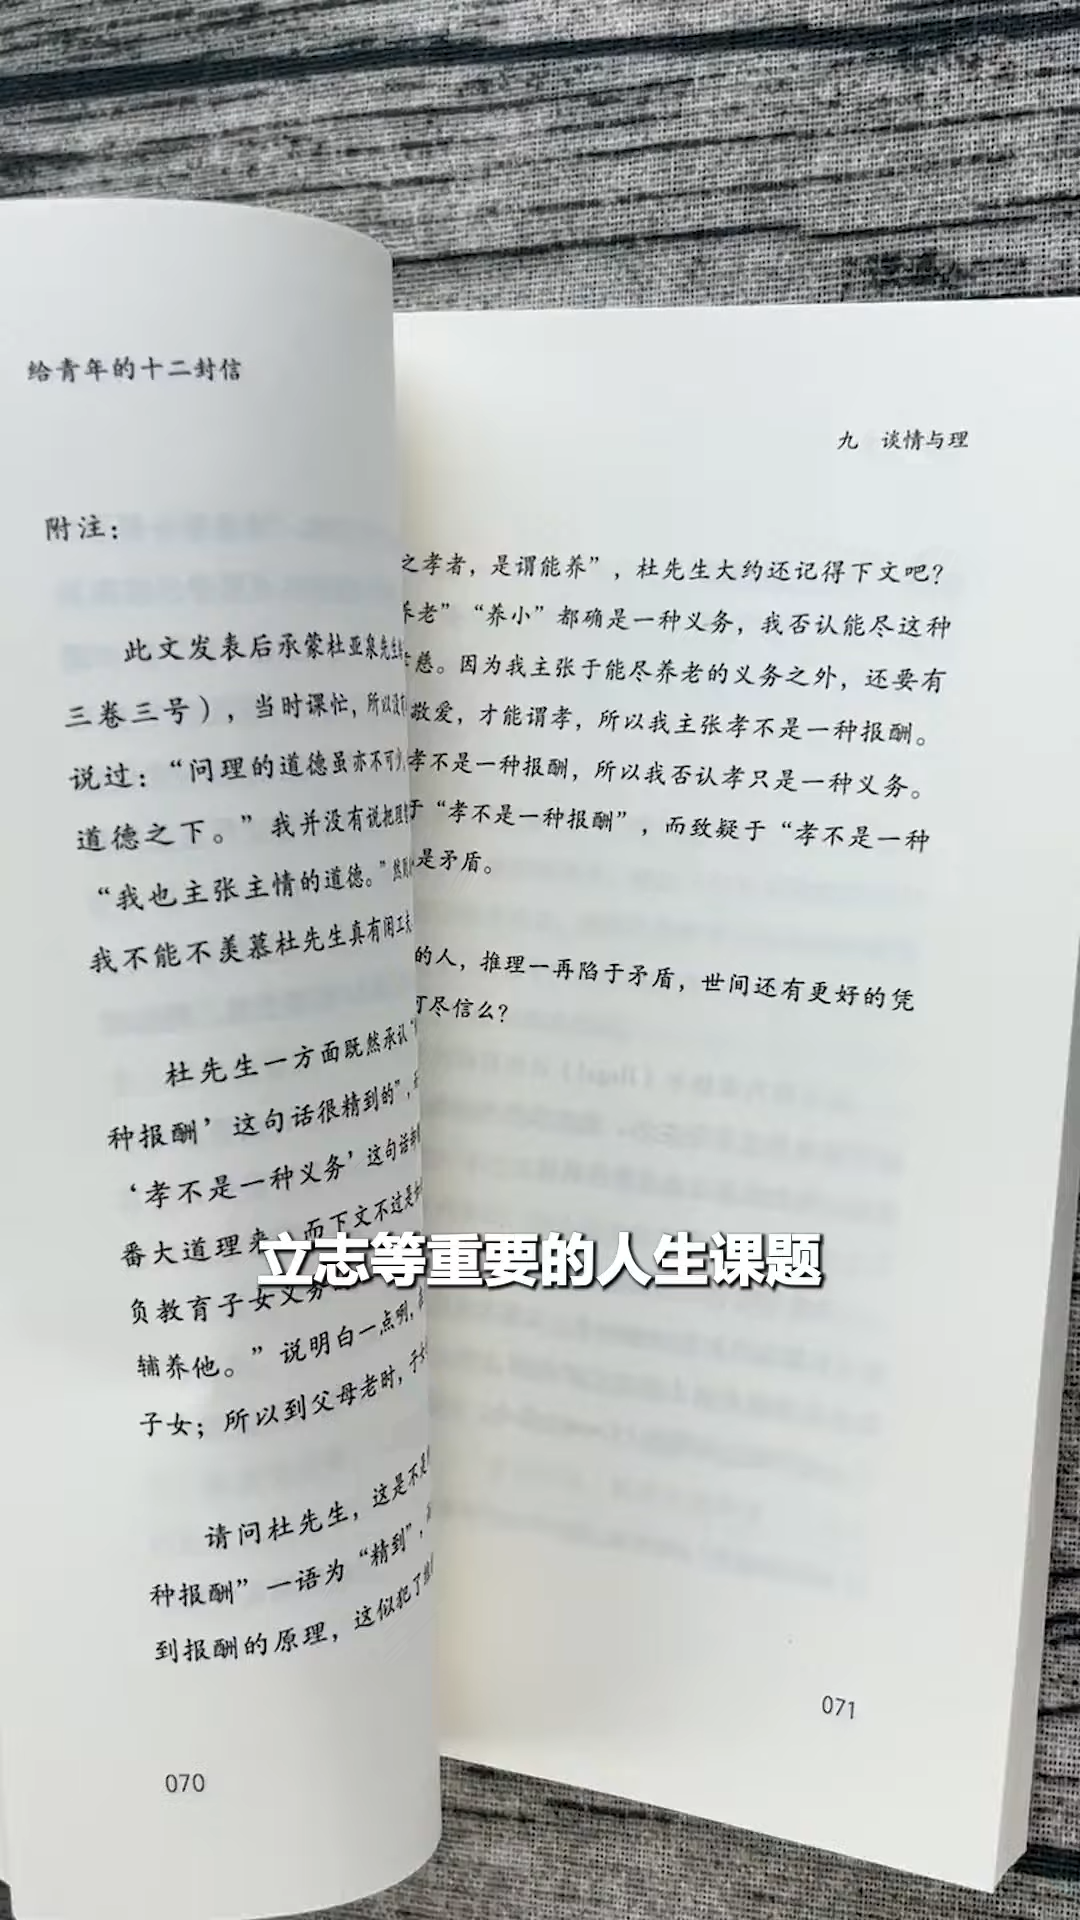 给青年的十二封信
附注：
此文发表后承蒙杜亚泉先生
三卷三号），当时课忙，所以没有
说过：“问理的道德虽亦不可少，
道德之下。”我并没有说把理
“我也主张主情的道德。”然
我不能不羡慕杜先生真有闲工夫
杜先生一方面既然承认“
种报酬’这句话很精到的”，
‘孝不是一种义务’这句话
番大道理来，而下文不过是
负教育子女义务
辅养他。”说明白一点咧，
子女；所以到父母老时，子
请问杜先生，这是不是
种报酬”一语为“精到”，
到报酬的原理，这似犯了
070
九 谈情与理
之孝者，是谓能养”，杜先生大约还记得下文吧？
养老”“养小”都确是一种义务，我否认能尽这种
慈。因为我主张于能尽养老的义务之外，还要有
敬爱，才能谓孝，所以我主张孝不是一种报酬。
孝不是一种报酬，所以我否认孝只是一种义务。
于“孝不是一种报酬”，而致疑于“孝不是一种
是矛盾。
的人，推理一再陷于矛盾，世间还有更好的凭
可尽信么？
071
立志等重要的人生课题